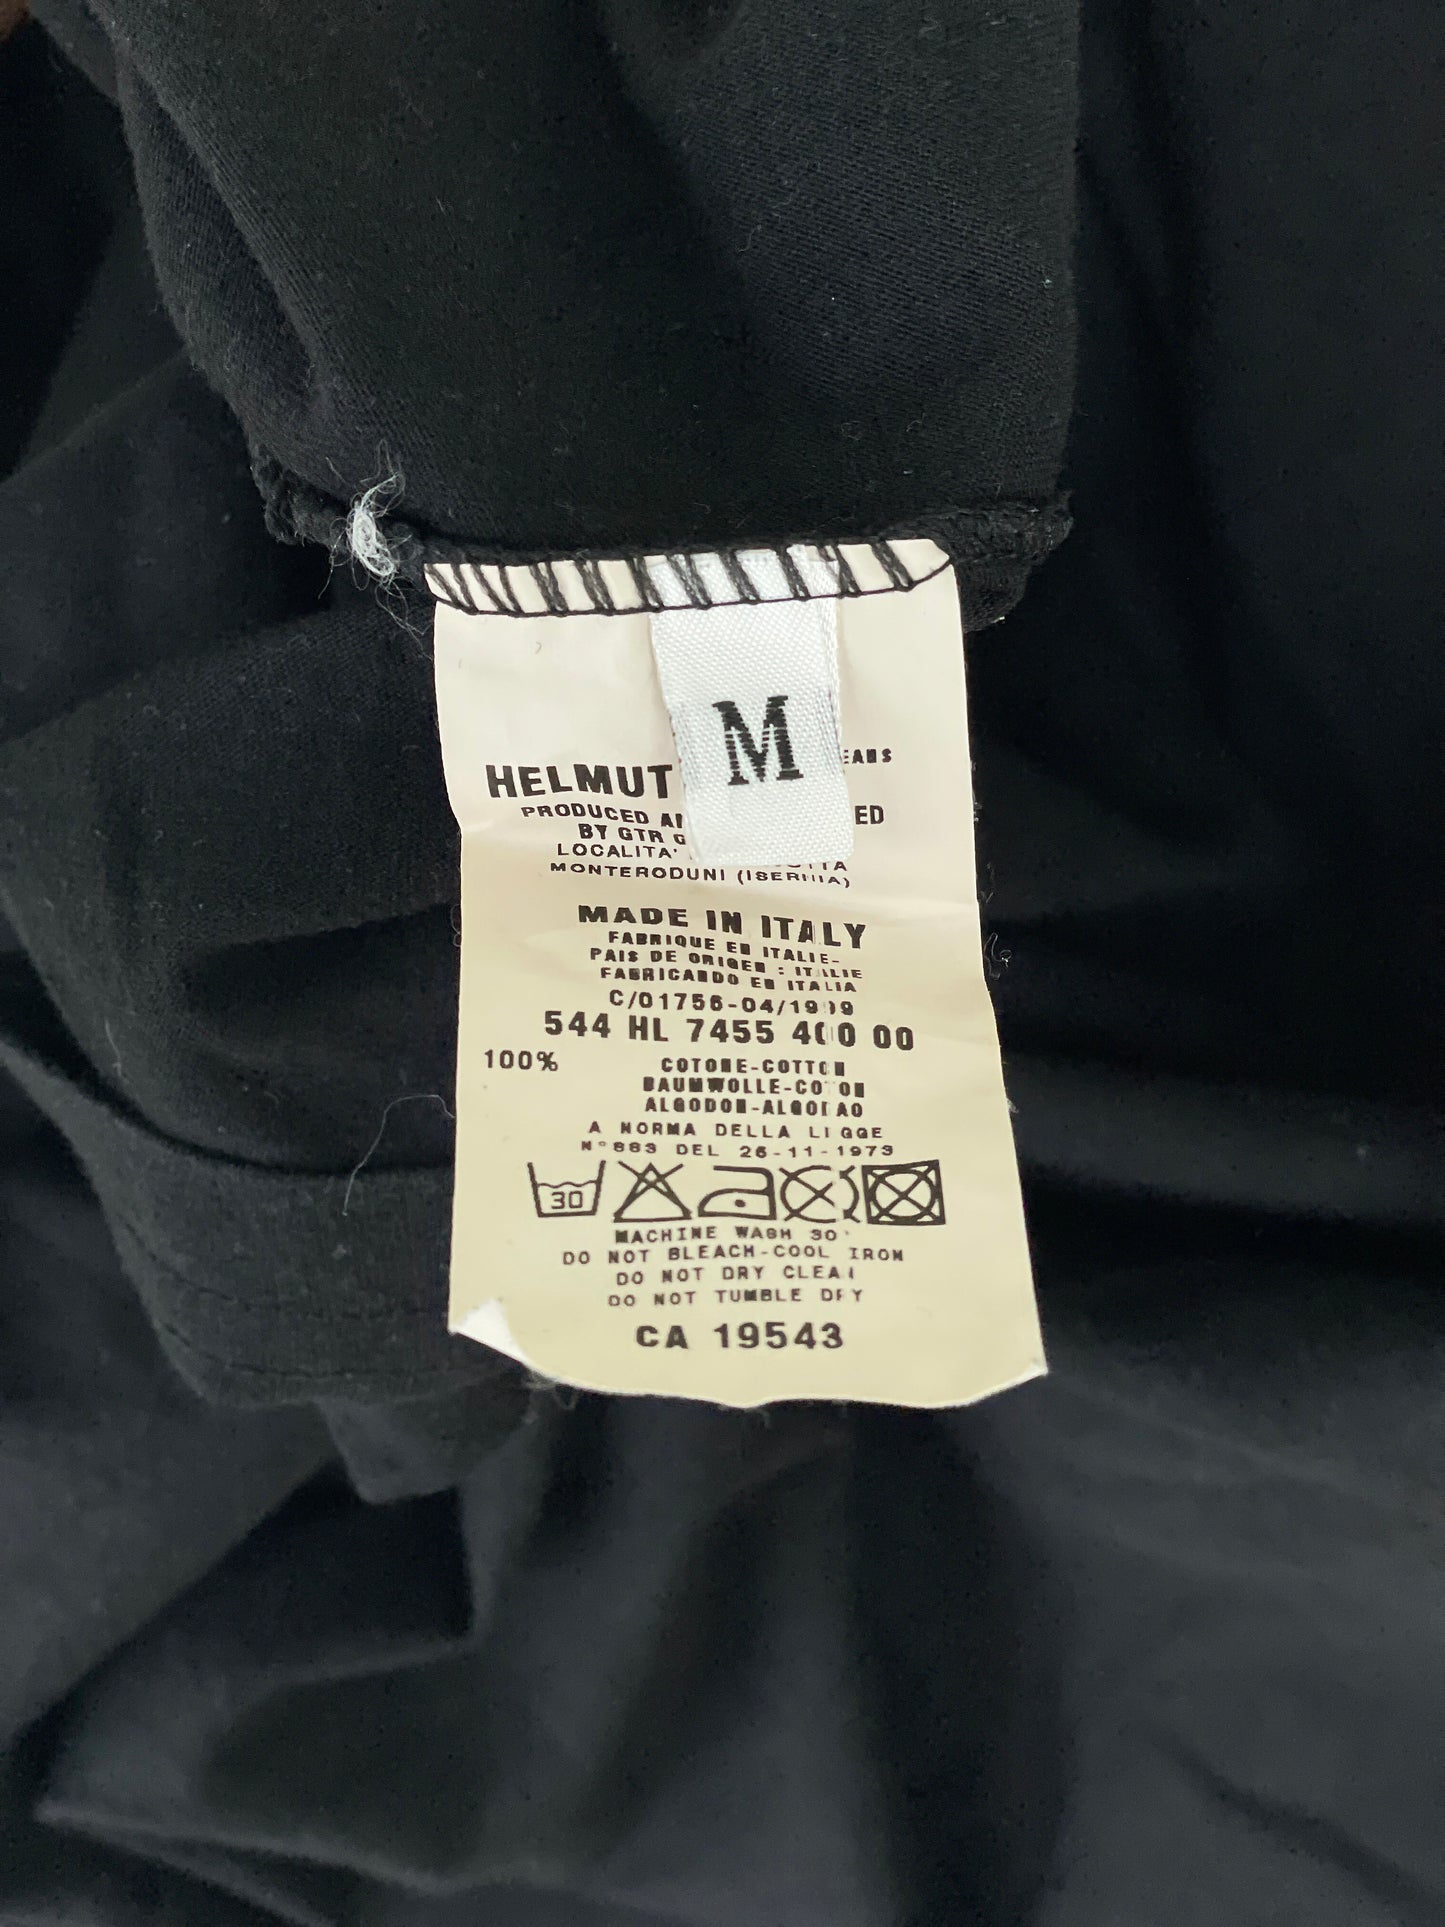 M
HELMUT EANS
PRODUCED AN ED
BY GTR G
LOCALITA'
MONTERODUNI (ISERNIA)
MADE IN ITALY
FABRIQUE EN ITALIE-
PAIS DE ORIGEN : ITALIE
FABRICANDO EN ITALIA
C/01756-04/1999
544 HL 7455 400 00
100% COTONE-COTTON
BAUMWOLLE-COTON
ALGODON-ALGODAO
A NORMA DELLA LEGGE
N°883 DEL 26-11-1973
30
MACHINE WASH 30°
DO NOT BLEACH-COOL IRON
DO NOT DRY CLEAN
DO NOT TUMBLE DRY
CA 19543